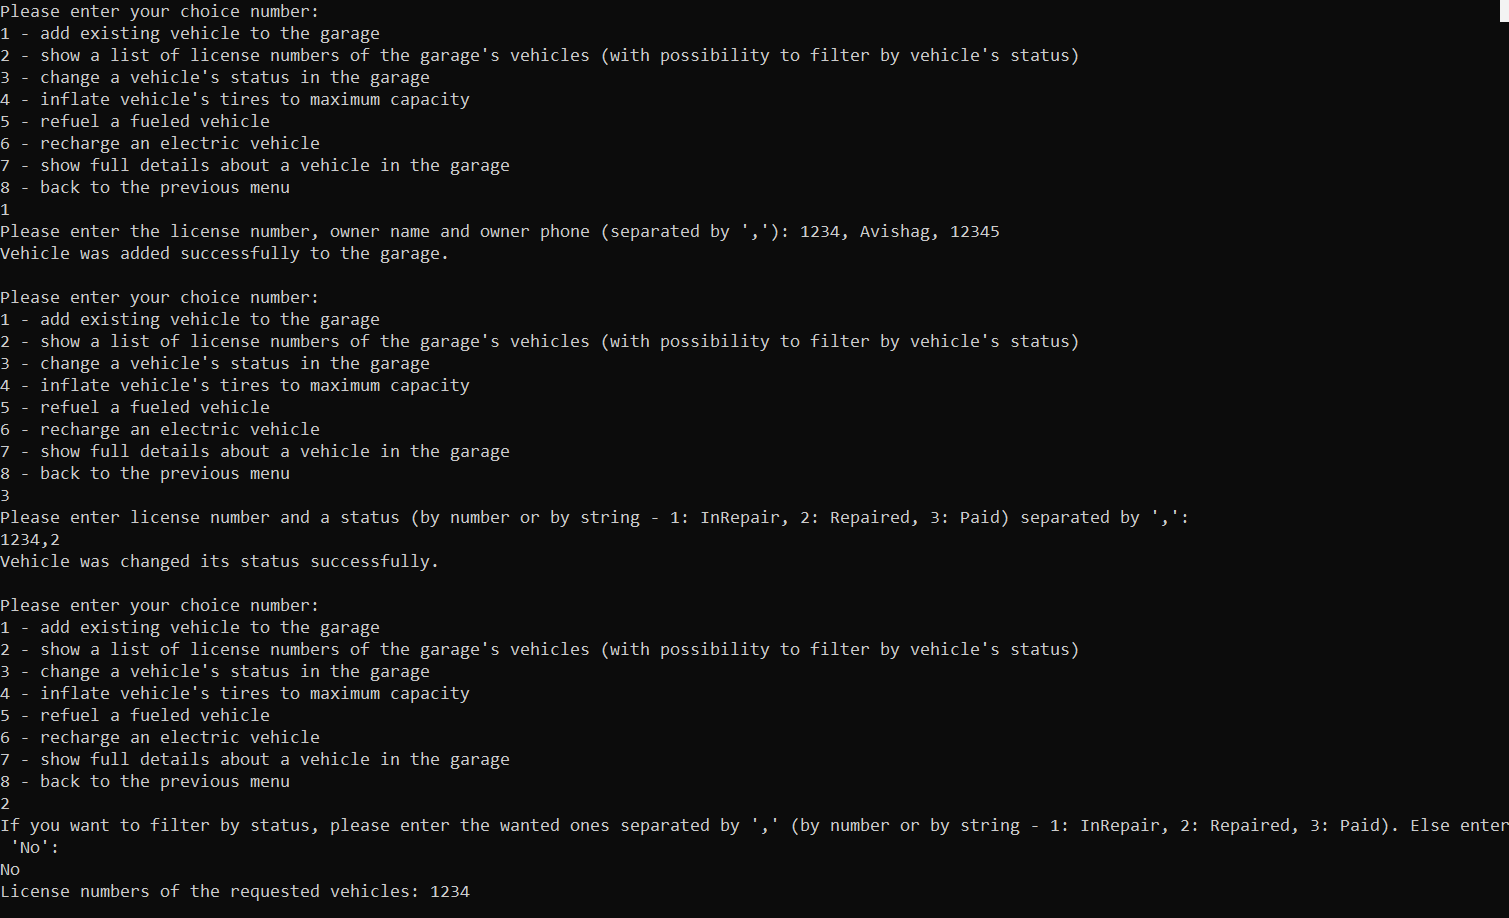 Please enter your choice number:
1 - add existing vehicle to the garage
2 - show a list of license numbers of the garage's vehicles (with possibility to filter by vehicle's status)
3 - change a vehicle's status in the garage
4 - inflate vehicle's tires to maximum capacity
5 - refuel a fueled vehicle
6 - recharge an electric vehicle
7 - show full details about a vehicle in the garage
8 - back to the previous menu
1
Please enter the license number, owner name and owner phone (separated by ','): 1234, Avishag, 12345
Vehicle was added successfully to the garage.

Please enter your choice number:
1 - add existing vehicle to the garage
2 - show a list of license numbers of the garage's vehicles (with possibility to filter by vehicle's status)
3 - change a vehicle's status in the garage
4 - inflate vehicle's tires to maximum capacity
5 - refuel a fueled vehicle
6 - recharge an electric vehicle
7 - show full details about a vehicle in the garage
8 - back to the previous menu
3
Please enter license number and a status (by number or by string - 1: InRepair, 2: Repaired, 3: Paid) separated by ',':
1234,2
Vehicle was changed its status successfully.

Please enter your choice number:
1 - add existing vehicle to the garage
2 - show a list of license numbers of the garage's vehicles (with possibility to filter by vehicle's status)
3 - change a vehicle's status in the garage
4 - inflate vehicle's tires to maximum capacity
5 - refuel a fueled vehicle
6 - recharge an electric vehicle
7 - show full details about a vehicle in the garage
8 - back to the previous menu
2
If you want to filter by status, please enter the wanted ones separated by ',' (by number or by string - 1: InRepair, 2: Repaired, 3: Paid). Else enter
 'No':
No
License numbers of the requested vehicles: 1234